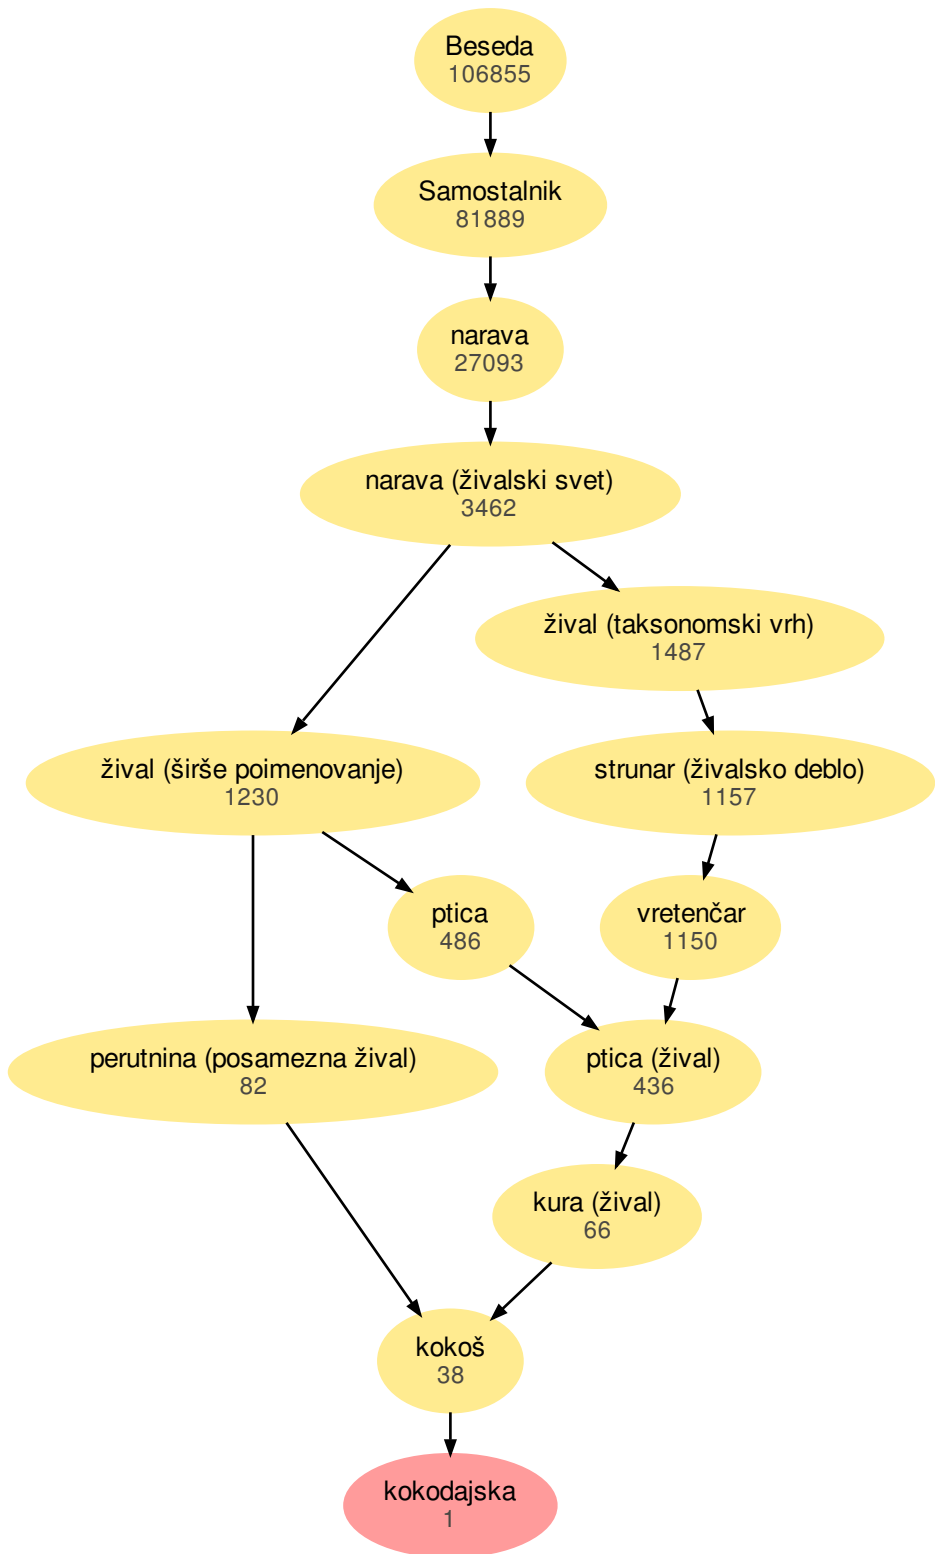 Beseda
106855
Samostalnik
81889
narava
27093
narava (živalski svet)
3462
žival (taksonomski vrh)
1487
žival (širše poimenovanje)
1230
strunar (živalsko deblo)
1157
ptica
486
vretenčar
1150
perutnina (posamezna žival)
82
ptica (žival)
436
kura (žival)
66
kokoš
38
kokodajska
1